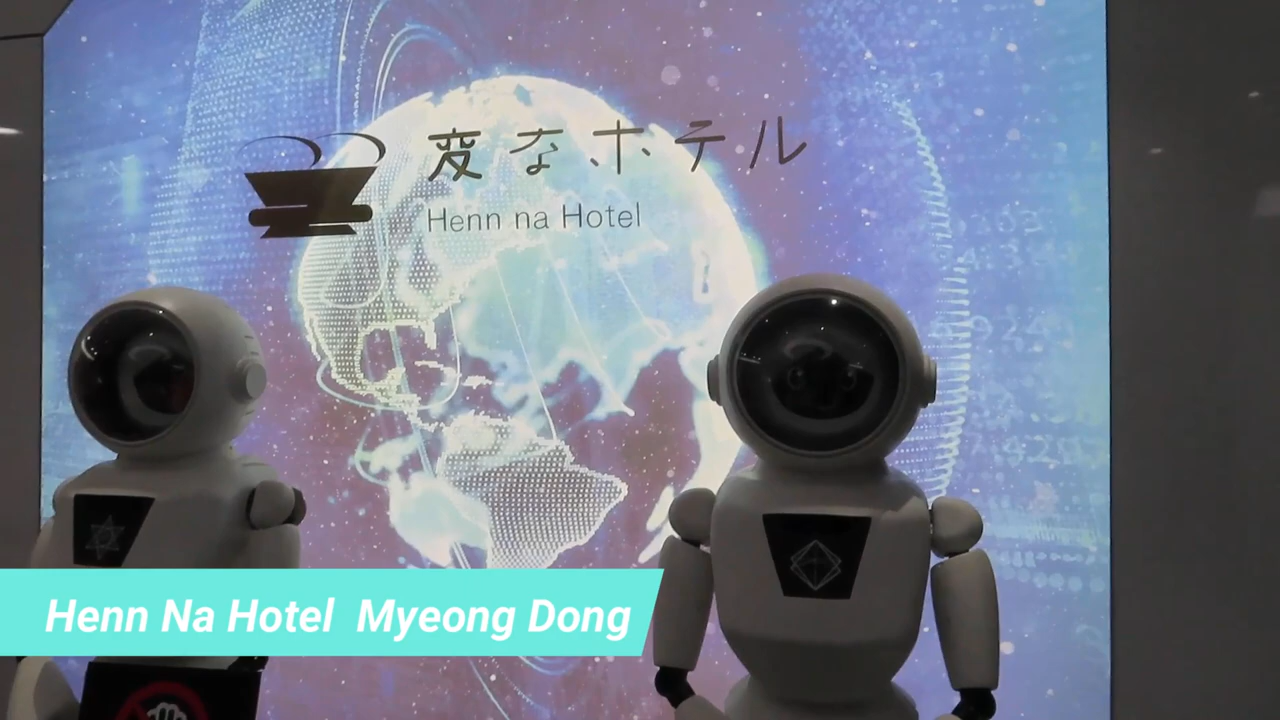 変なホテル
Henn na Hotel
Henn Na Hotel Myeong Dong